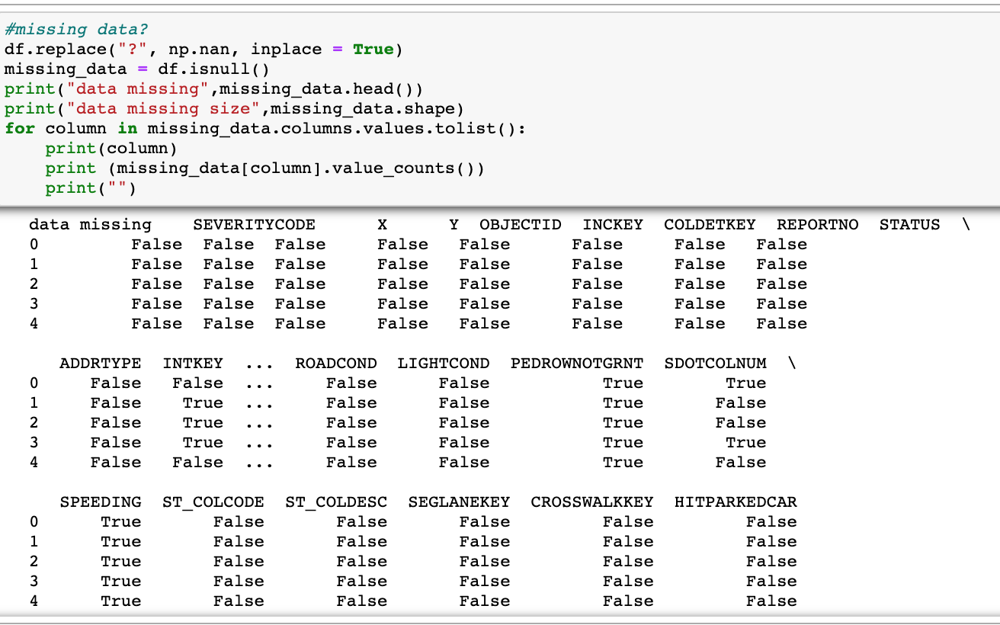 #missing data?
df.replace("?", np.nan, inplace = True)
missing_data = df.isnull()
print("data missing",missing_data.head())
print("data missing size",missing_data.shape)
for column in missing_data.columns.values.tolist():
    print(column)
    print (missing_data[column].value_counts())
    print("")
data missing    SEVERITYCODE      X      Y  OBJECTID  INCKEY  COLDETKEY  REPORTNO  STATUS  \
0         False  False  False     False   False      False     False   False
1         False  False  False     False   False      False     False   False
2         False  False  False     False   False      False     False   False
3         False  False  False     False   False      False     False   False
4         False  False  False     False   False      False     False   False
   ADDRTYPE  INTKEY  ...  ROADCOND  LIGHTCOND  PEDROWNOTGRNT  SDOTCOLNUM  \
0     False   False  ...     False      False           True        True
1     False    True  ...     False      False           True       False
2     False    True  ...     False      False           True       False
3     False    True  ...     False      False           True        True
4     False   False  ...     False      False           True       False
   SPEEDING  ST_COLCODE  ST_COLDESC  SEGLANEKEY  CROSSWALKKEY  HITPARKEDCAR
0      True       False       False       False         False         False
1      True       False       False       False         False         False
2      True       False       False       False         False         False
3      True       False       False       False         False         False
4      True       False       False       False         False         False